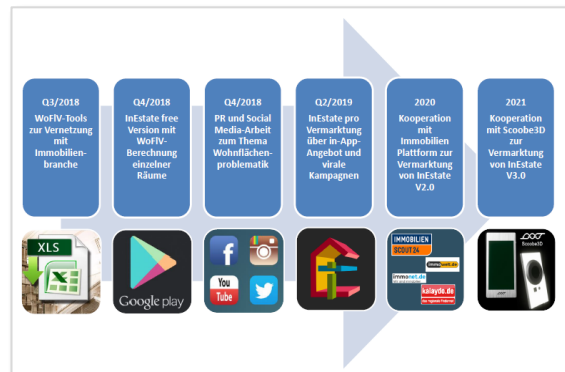 Q3/2018
WoFlV-Tools
zur Vernetzung
mit
Immobilien-
branche
Q4/2018
InEstate free
Version mit
WoFlV-
Berechnung
einzelner
Räume
Q4/2018
PR und Social
Media-Arbeit
zum Thema
Wohnflächen-
problematik
Q2/2019
InEstate pro
Vermarktung
über in-App-
Angebot und
virale
Kampagnen
2020
Kooperation
mit
Immobilien
Plattform zur
Vermarktung
von InEstate
V2.0
2021
Kooperation
mit Scoobe3D
zur
Vermarktung
von InEstate
V3.0
XLS
Google play
You
Tube
IMMOBILIEN
SCOUT 24
immowelt.de
immonet.de
kalaydo.de
Scoobe3D